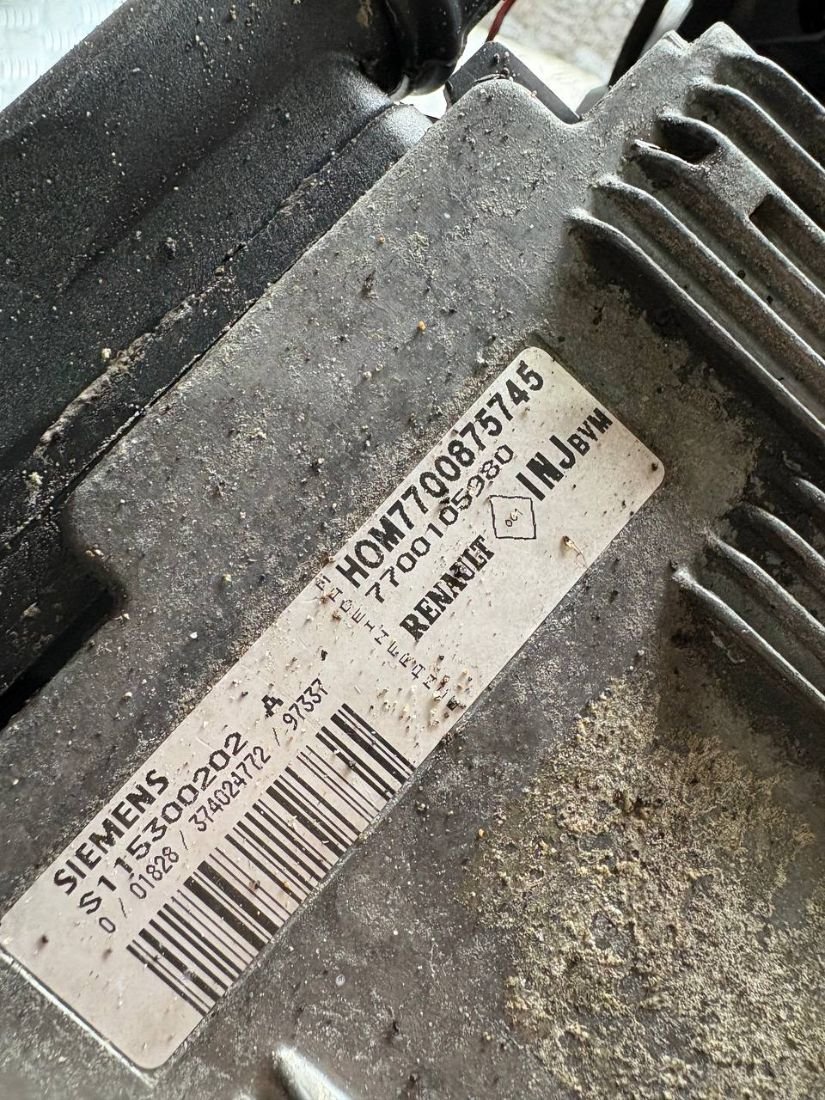 SIEMENS
S115300202 A
0 / 01828 / 374024772 / 97337
HOM7700875745
7700105980
RENAULT
INJ BVM